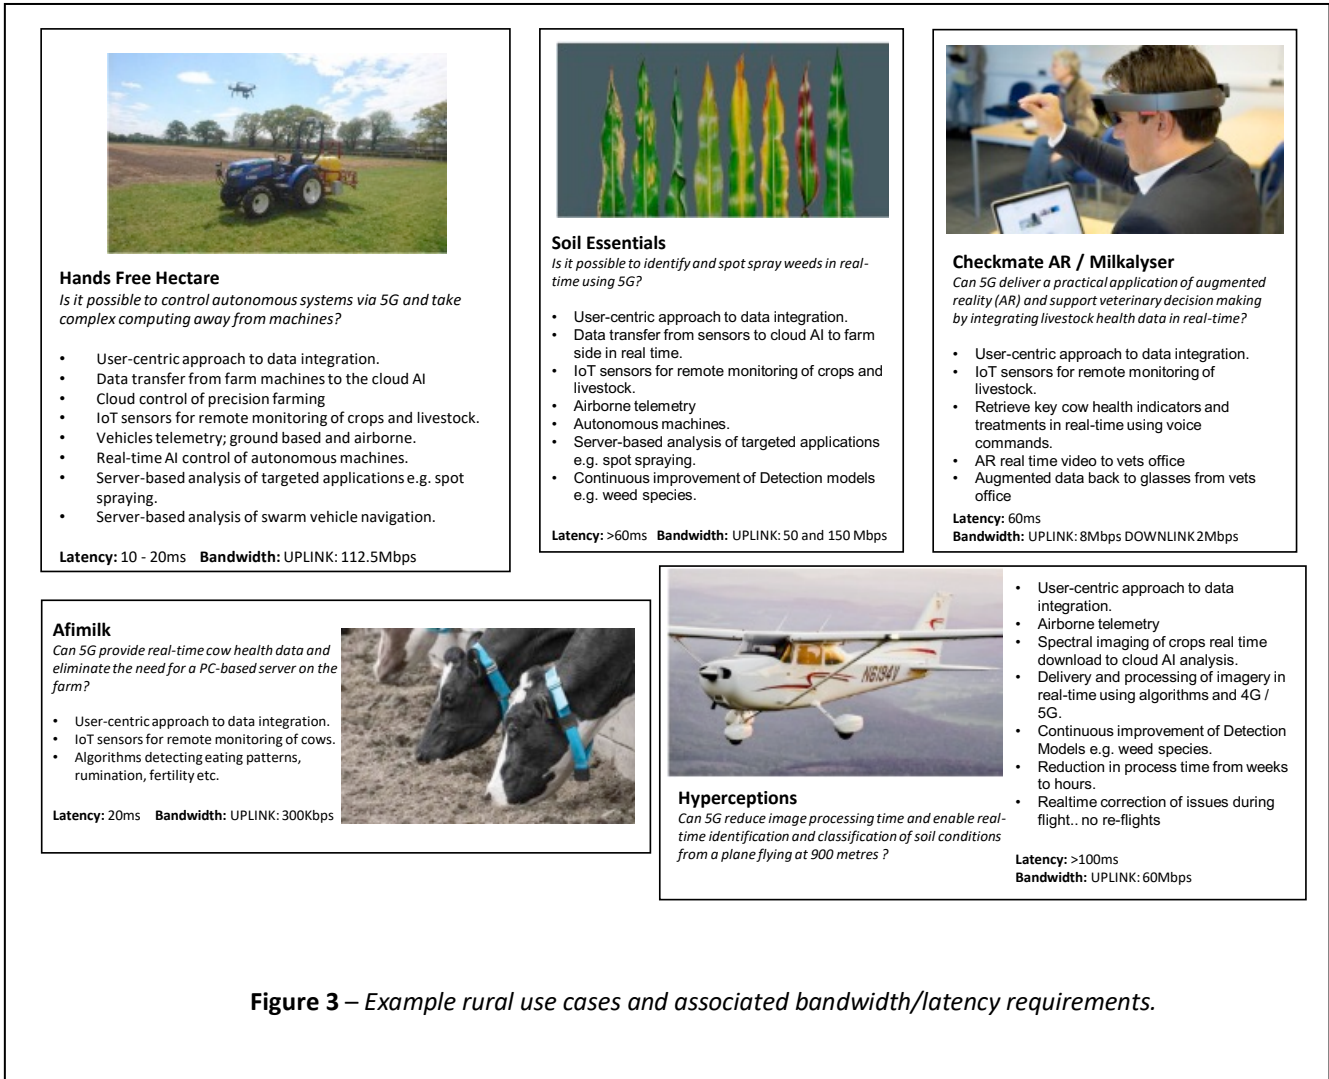 Hands Free Hectare
Is it possible to control autonomous systems via 5G and take
complex computing away from machines?
• User-centric approach to data integration.
• Data transfer from farm machines to the cloud AI
• Cloud control of precision farming
• IoT sensors for remote monitoring of crops and livestock.
• Vehicles telemetry; ground based and airborne.
• Real-time AI control of autonomous machines.
• Server-based analysis of targeted applications e.g. spot
spraying.
• Server-based analysis of swarm vehicle navigation.
Latency: 10 - 20ms Bandwidth: UPLINK: 112.5Mbps
Soil Essentials
Is it possible to identify and spot spray weeds in real-
time using 5G?
• User-centric approach to data integration.
• Data transfer from sensors to cloud AI to farm
side in real time.
• IoT sensors for remote monitoring of crops and
livestock.
• Airborne telemetry
• Autonomous machines.
• Server-based analysis of targeted applications
e.g. spot spraying.
• Continuous improvement of Detection models
e.g. weed species.
Latency: >60ms Bandwidth: UPLINK: 50 and 150 Mbps
Checkmate AR / Milkalyser
Can 5G deliver a practical application of augmented
reality (AR) and support veterinary decision making
by integrating livestock health data in real-time?
• User-centric approach to data integration.
• IoT sensors for remote monitoring of
livestock.
• Retrieve key cow health indicators and
treatments in real-time using voice
commands.
• AR real time video to vets office
• Augmented data back to glasses from vets
office
Latency: 60ms
Bandwidth: UPLINK: 8Mbps DOWNLINK 2Mbps
Afimilk
Can 5G provide real-time cow health data and
eliminate the need for a PC-based server on the
farm?
• User-centric approach to data integration.
• IoT sensors for remote monitoring of cows.
• Algorithms detecting eating patterns,
rumination, fertility etc.
Latency: 20ms Bandwidth: UPLINK: 300Kbps
N6194V
Hyperceptions
Can 5G reduce image processing time and enable real-
time identification and classification of soil conditions
from a plane flying at 900 metres ?
• User-centric approach to data
integration.
• Airborne telemetry
• Spectral imaging of crops real time
download to cloud AI analysis.
• Delivery and processing of imagery in
real-time using algorithms and 4G /
5G.
• Continuous improvement of Detection
Models e.g. weed species.
• Reduction in process time from weeks
to hours.
• Realtime correction of issues during
flight.. no re-flights
Latency: >100ms
Bandwidth: UPLINK: 60Mbps
Figure 3 – Example rural use cases and associated bandwidth/latency requirements.